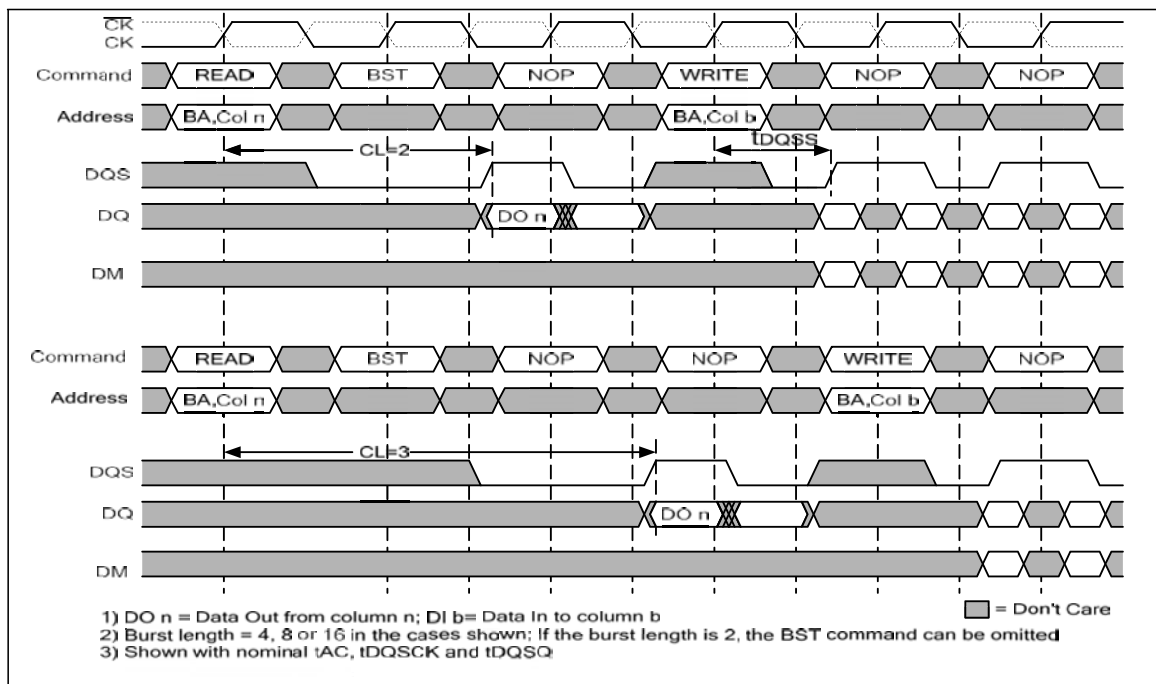 CK
CK
Command READ BST NOP WRITE NOP NOP
Address BA,Col n BA,Col b
CL=2 tDQSS
DQS
DQ DO n
DM
Command READ BST NOP NOP WRITE NOP
Address BA,Col n BA,Col b
CL=3
DQS
DQ DO n
DM
1) DO n = Data Out from column n; DI b= Data In to column b
= Don't Care
2) Burst length = 4, 8 or 16 in the cases shown; If the burst length is 2, the BST command can be omitted
3) Shown with nominal tAC, tDQSCK and tDQSQ